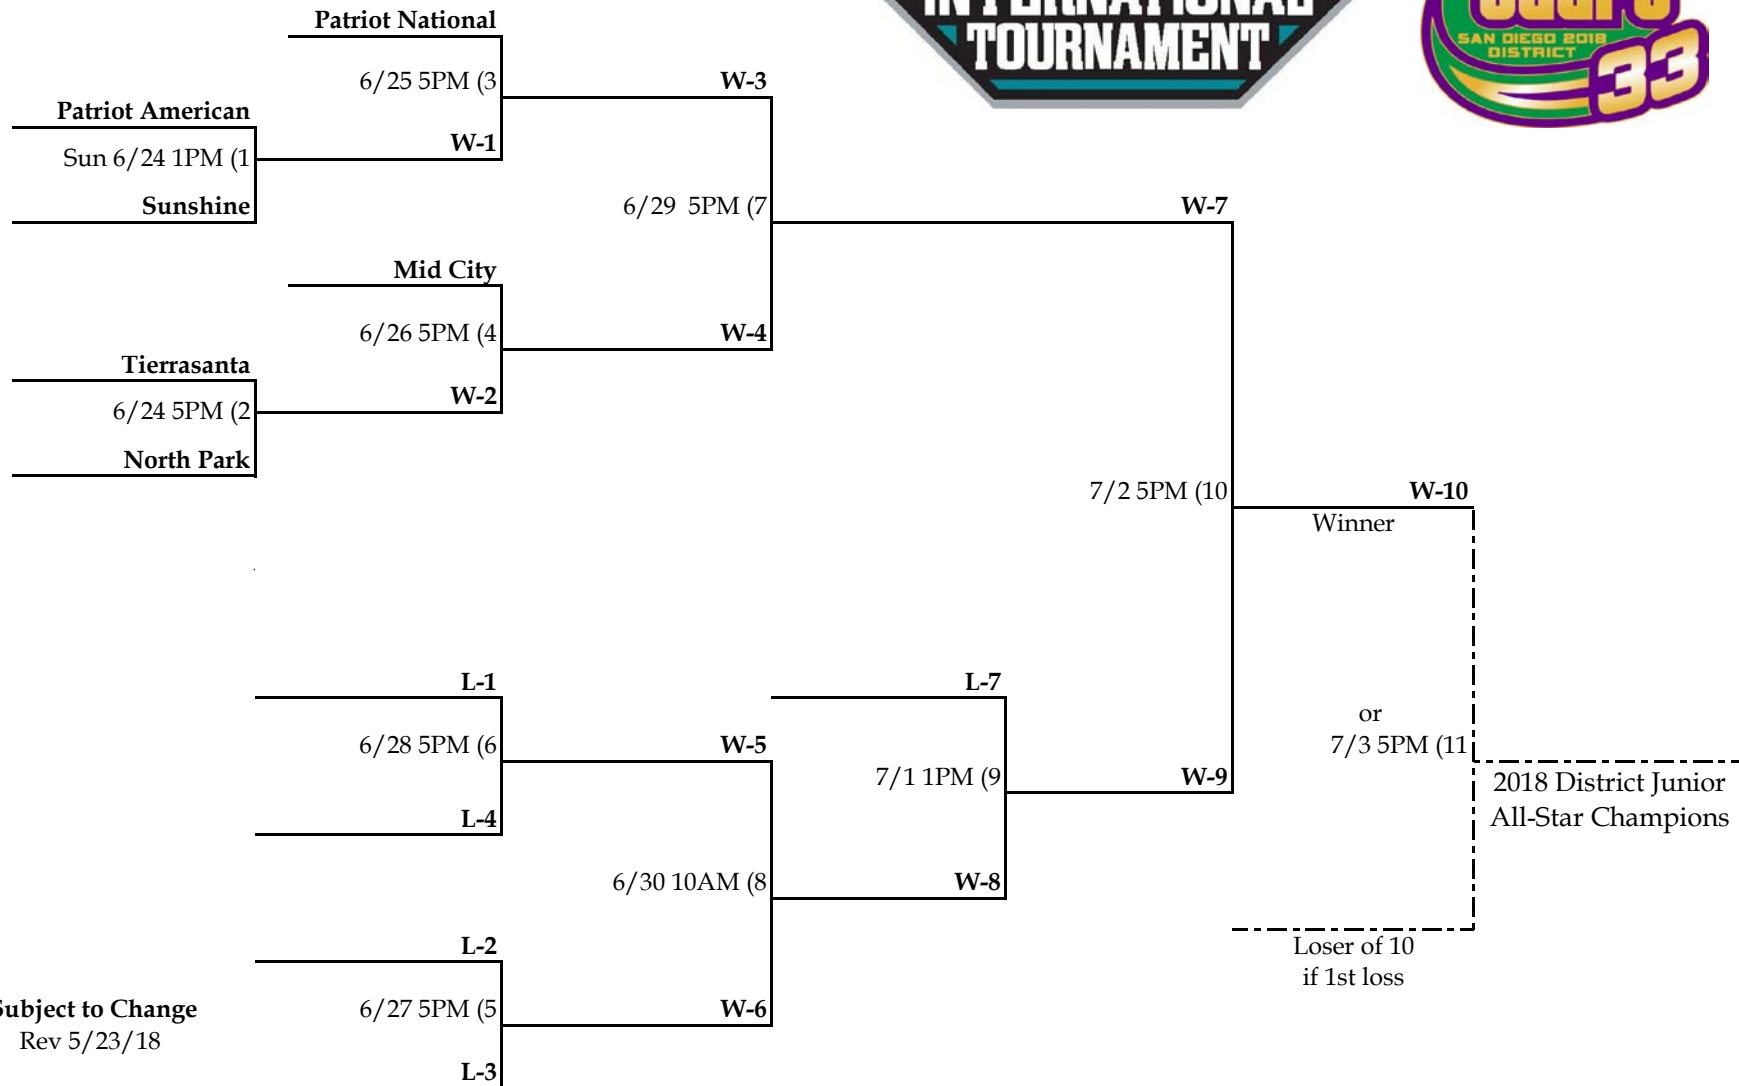 INTERNATIONAL
TOURNAMENT
SAN DIEGO 2018
DISTRICT
33
Patriot National
6/25 5PM (3
W-3
Patriot American
W-1
Sun 6/24 1PM (1
Sunshine
6/29 5PM (7
W-7
Mid City
6/26 5PM (4
W-4
Tierrasanta
W-2
6/24 5PM (2
North Park
7/2 5PM (10
W-10
Winner
L-1
L-7
6/28 5PM (6
W-5
or
7/3 5PM (11
7/1 1PM (9
W-9
2018 District Junior
All-Star Champions
L-4
6/30 10AM (8
W-8
L-2
Loser of 10
if 1st loss
Subject to Change
Rev 5/23/18
6/27 5PM (5
W-6
L-3